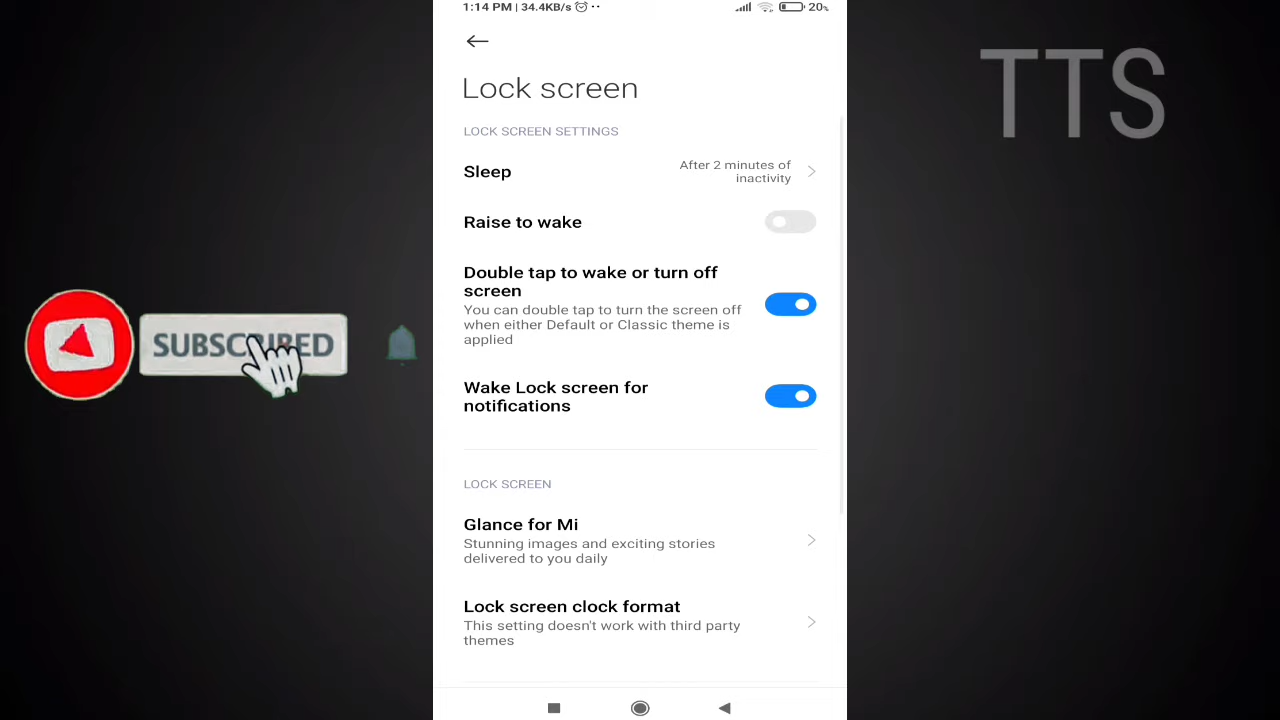 1:14 PM | 34.4KB/s
20%
TTS
Lock screen
LOCK SCREEN SETTINGS
Sleep
After 2 minutes of
inactivity
Raise to wake
Double tap to wake or turn off
screen
You can double tap to turn the screen off
when either Default or Classic theme is
applied
SUBSCRIBED
Wake Lock screen for
notifications
LOCK SCREEN
Glance for Mi
Stunning images and exciting stories
delivered to you daily
Lock screen clock format
This setting doesn't work with third party
themes